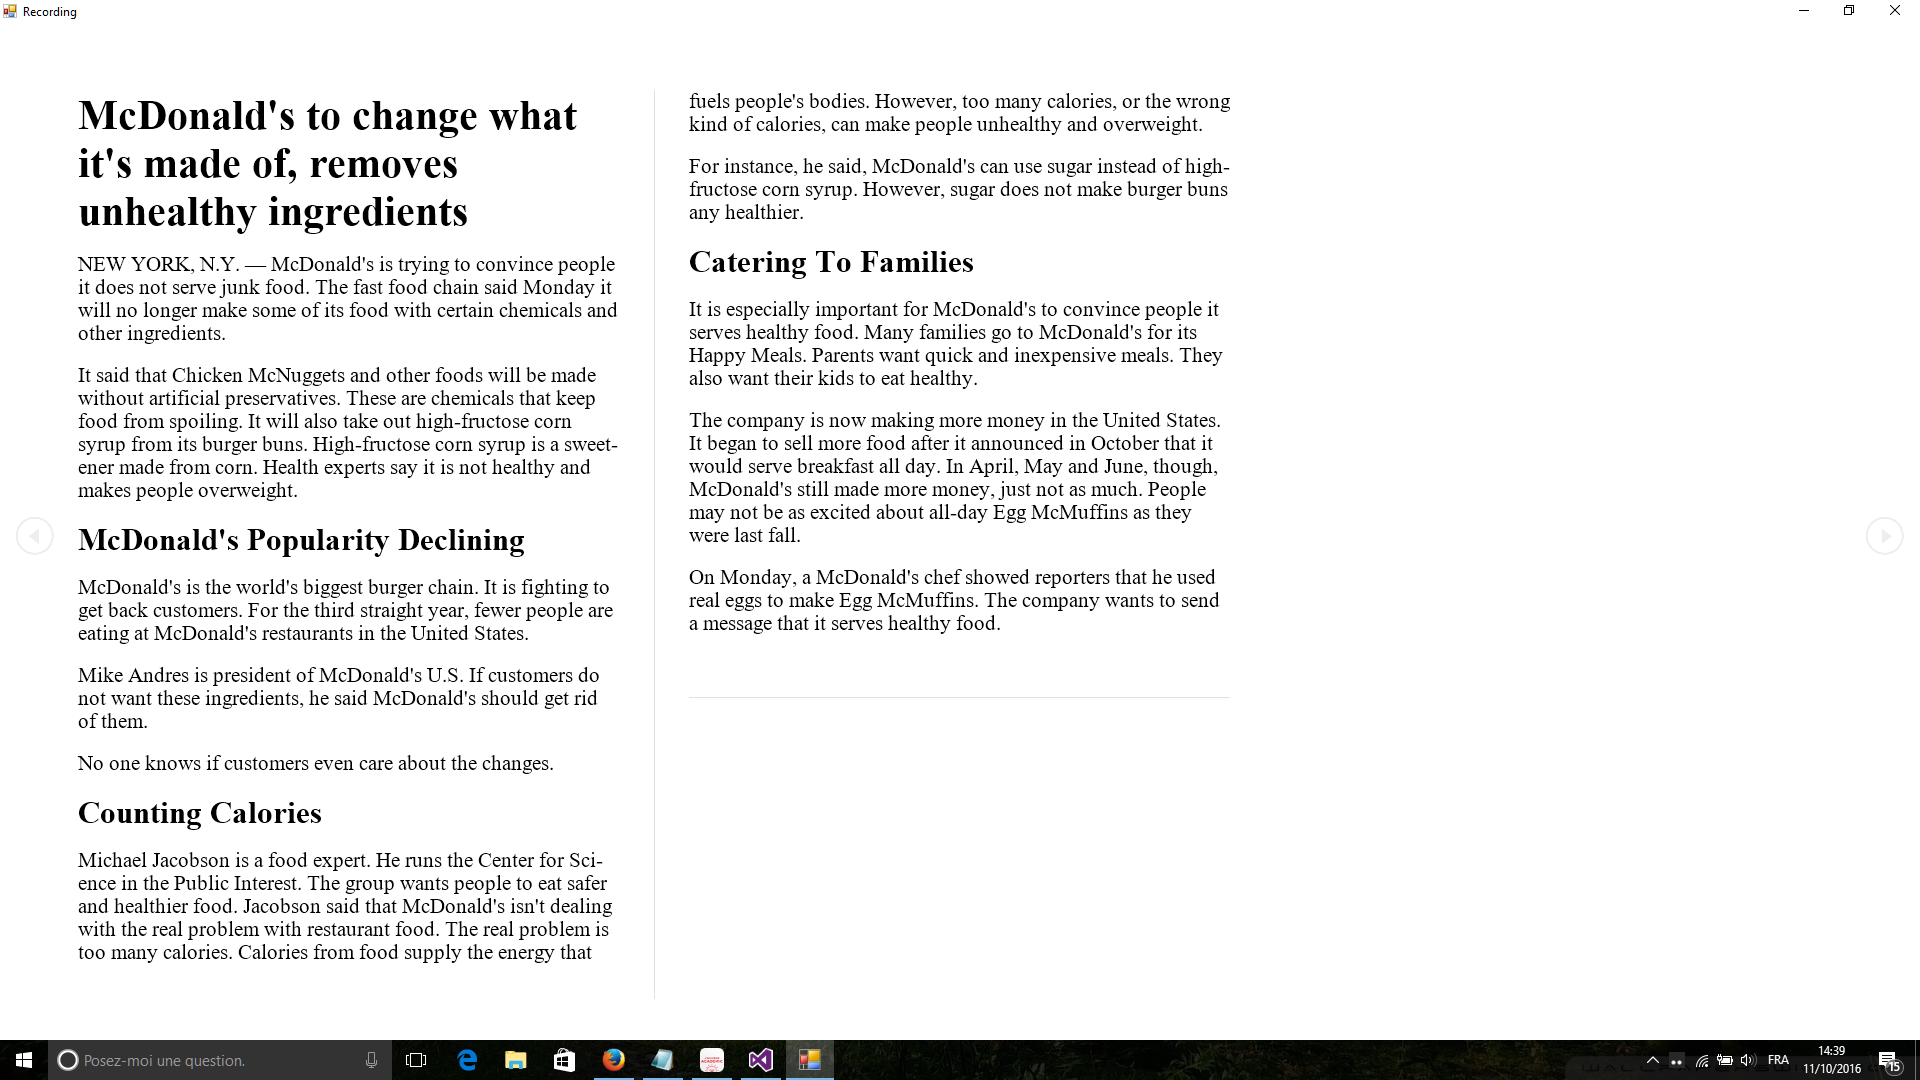 Recording
McDonald's to change what
it's made of, removes
unhealthy ingredients
NEW YORK, N.Y. — McDonald's is trying to convince people
it does not serve junk food. The fast food chain said Monday it
will no longer make some of its food with certain chemicals and
other ingredients.
It said that Chicken McNuggets and other foods will be made
without artificial preservatives. These are chemicals that keep
food from spoiling. It will also take out high-fructose corn
syrup from its burger buns. High-fructose corn syrup is a sweet-
ener made from corn. Health experts say it is not healthy and
makes people overweight.
McDonald's Popularity Declining
McDonald's is the world's biggest burger chain. It is fighting to
get back customers. For the third straight year, fewer people are
eating at McDonald's restaurants in the United States.
Mike Andres is president of McDonald's U.S. If customers do
not want these ingredients, he said McDonald's should get rid
of them.
No one knows if customers even care about the changes.
Counting Calories
Michael Jacobson is a food expert. He runs the Center for Sci-
ence in the Public Interest. The group wants people to eat safer
and healthier food. Jacobson said that McDonald's isn't dealing
with the real problem with restaurant food. The real problem is
too many calories. Calories from food supply the energy that
fuels people's bodies. However, too many calories, or the wrong
kind of calories, can make people unhealthy and overweight.
For instance, he said, McDonald's can use sugar instead of high-
fructose corn syrup. However, sugar does not make burger buns
any healthier.
Catering To Families
It is especially important for McDonald's to convince people it
serves healthy food. Many families go to McDonald's for its
Happy Meals. Parents want quick and inexpensive meals. They
also want their kids to eat healthy.
The company is now making more money in the United States.
It began to sell more food after it announced in October that it
would serve breakfast all day. In April, May and June, though,
McDonald's still made more money, just not as much. People
may not be as excited about all-day Egg McMuffins as they
were last fall.
On Monday, a McDonald's chef showed reporters that he used
real eggs to make Egg McMuffins. The company wants to send
a message that it serves healthy food.
Posez-moi une question.
FRA
14:39
11/10/2016
15